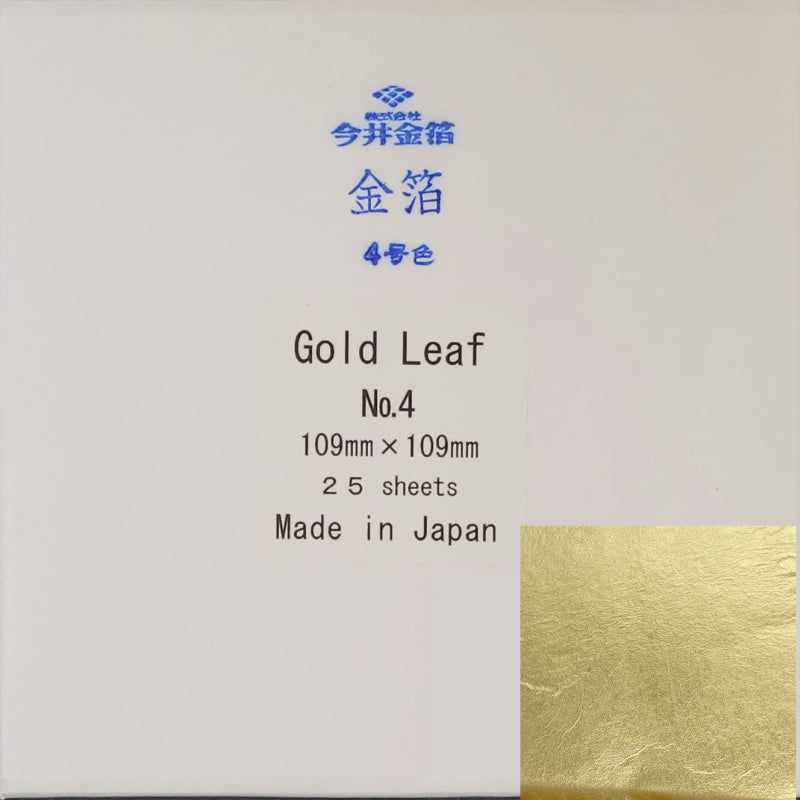 株式会社
今井金箔
金箔
4号色
Gold Leaf
No.4
109mm×109mm
２５ sheets
Made in Japan